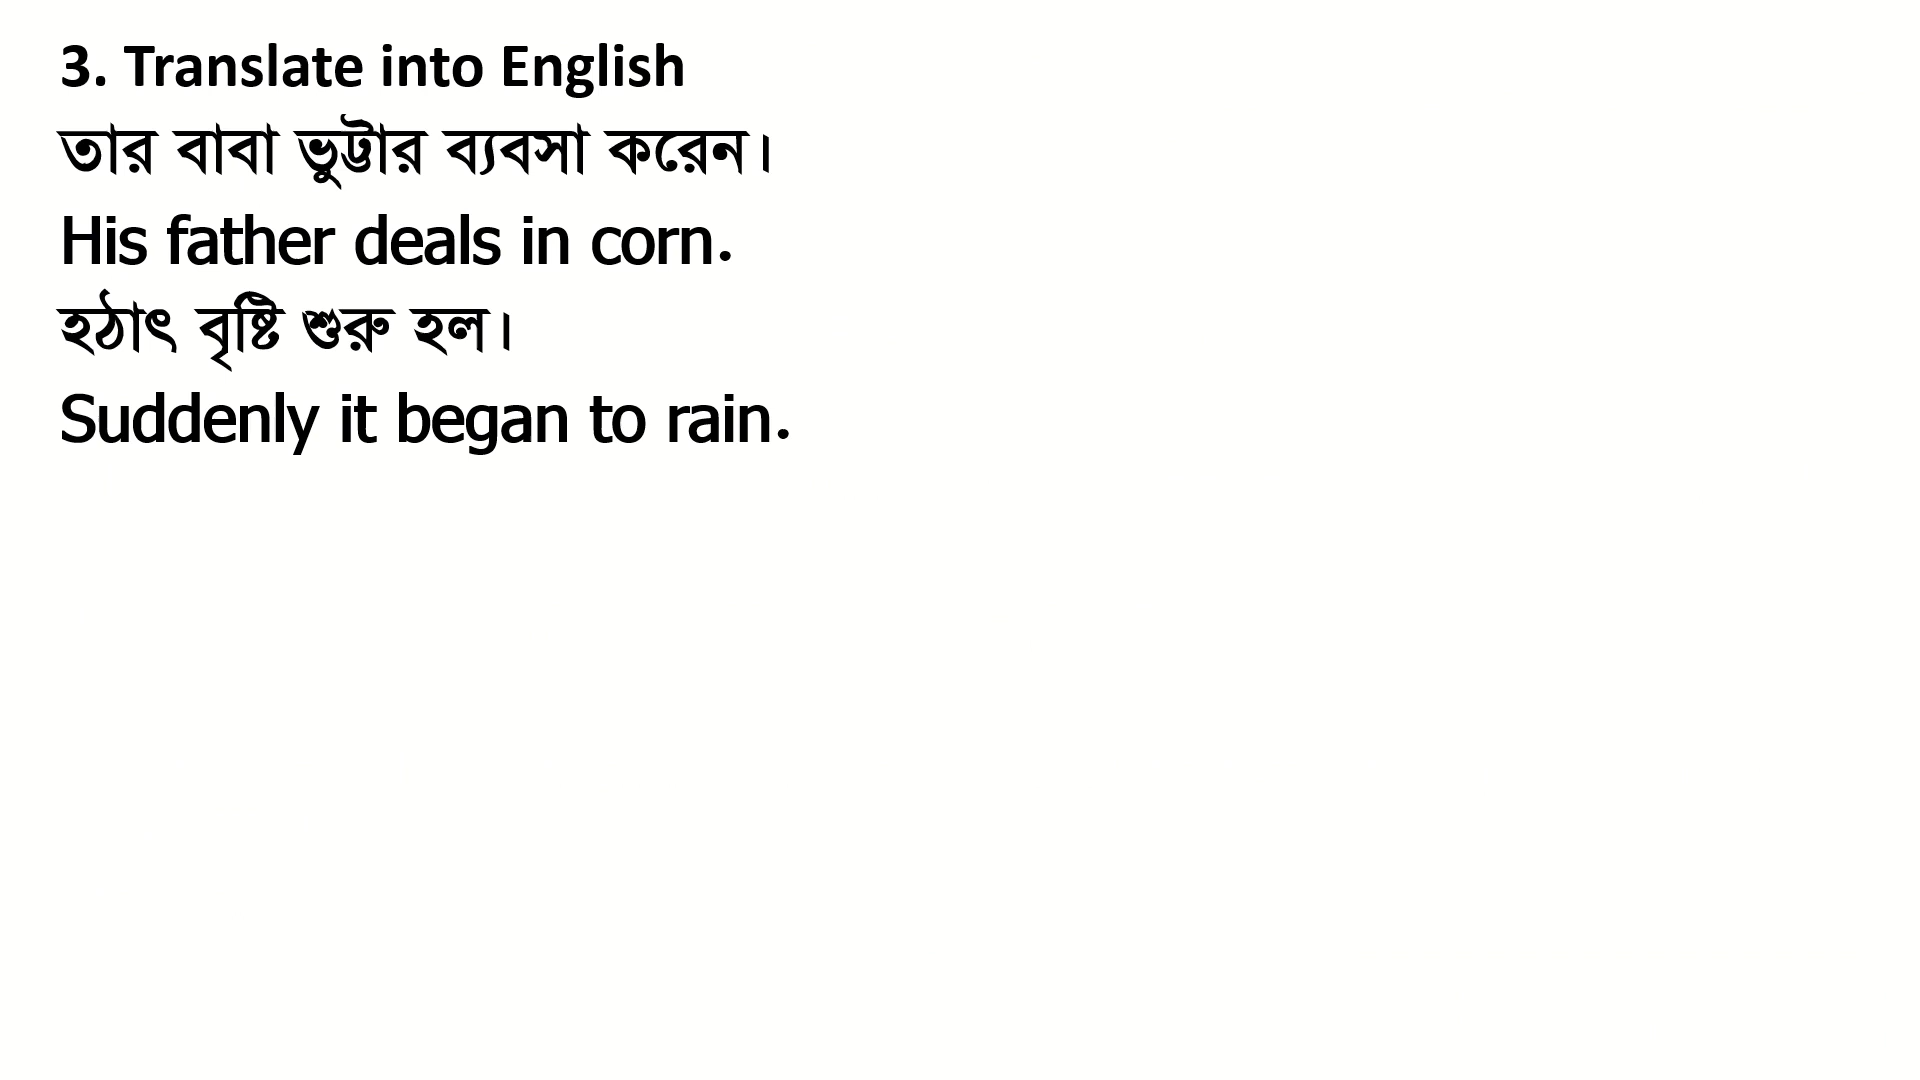 3. Translate into English
তার বাবা ভুট্টার ব্যবসা করেন।
His father deals in corn.
হঠাৎ বৃষ্টি শুরু হল।
Suddenly it began to rain.